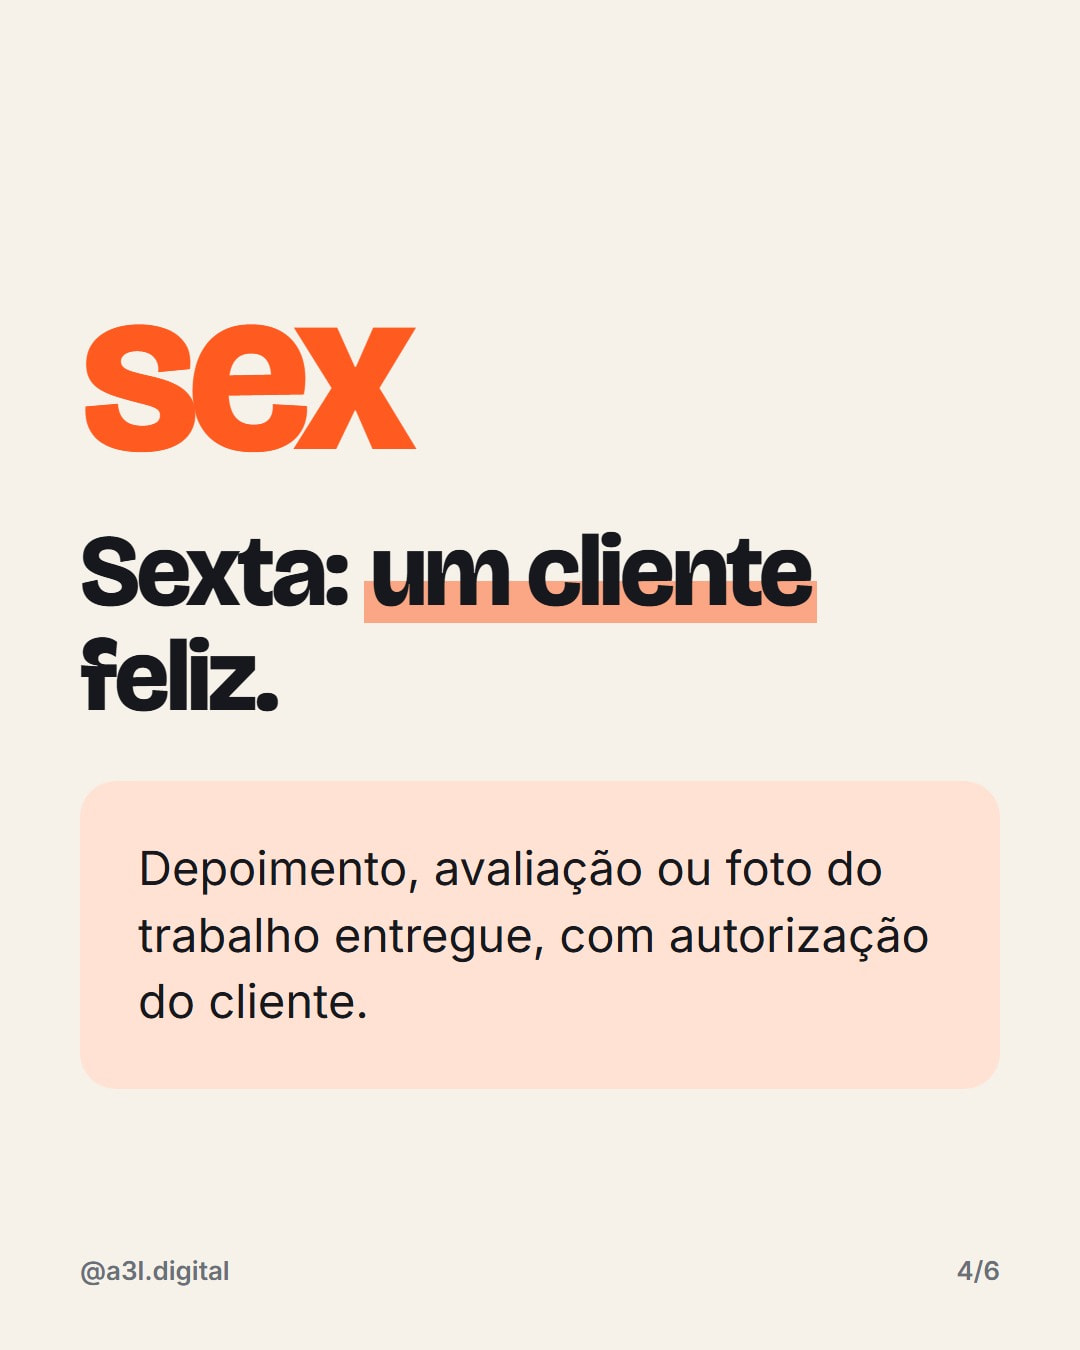 sex
Sexta: um cliente
feliz.
Depoimento, avaliação ou foto do
trabalho entregue, com autorização
do cliente.
@a3l.digital
4/6